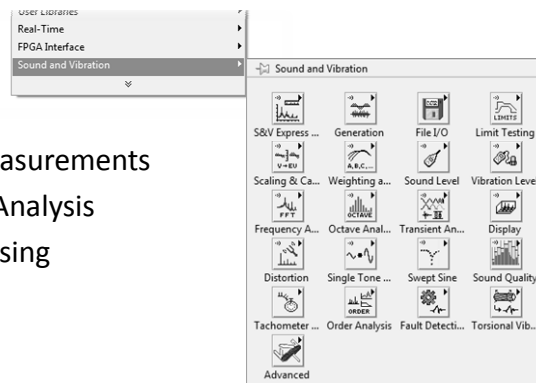 User Libraries
Real-Time
FPGA Interface
Sound and Vibration
Sound and Vibration
S&V Express ...
Generation
File I/O
LIMITS
Limit Testing
V→EU
Scaling & Ca...
A,B,C,...
Weighting a...
Sound Level
Vibration Leve
FFT
Frequency A...
OCTAVE
Octave Anal...
Transient An...
Display
Distortion
Single Tone ...
Swept Sine
Sound Quality
Tachometer ...
ORDER
Order Analysis
Fault Detecti...
Torsional Vib...
Advanced
asurements
Analysis
sing